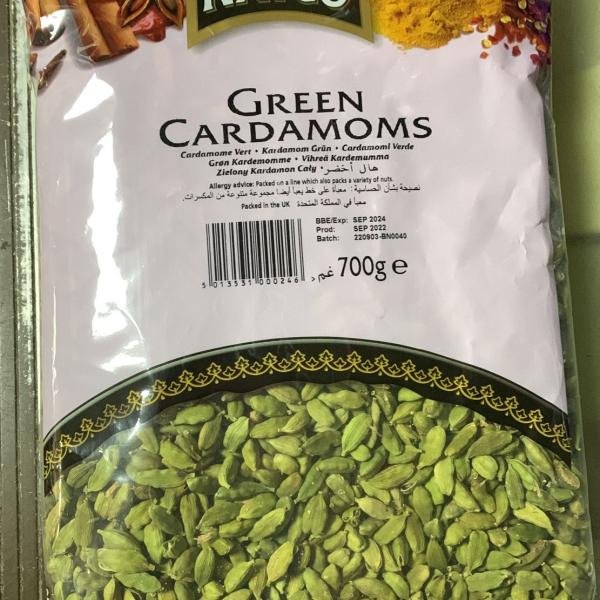 GREEN
CARDAMOMS
Cardamome Vert • Kardamom Grün • Cardamomi Verde
Grøn Kardemomme • Vihreä Kardemumma
Zielony Kardamon Caly • هال أخضر
Allergy advice: Packed on a line which also packs a variety of nuts.
نصيحة بشأن الحساسية: معبأة على خط يعبأ أيضا مجموعة متنوعة من المكسرات.
Packed in the UK معبأ في المملكة المتحدة
BBE/Exp: SEP 2024
Prod: SEP 2022
Batch: 220903-BN0040
5 013531 000246 >
غم 700g e